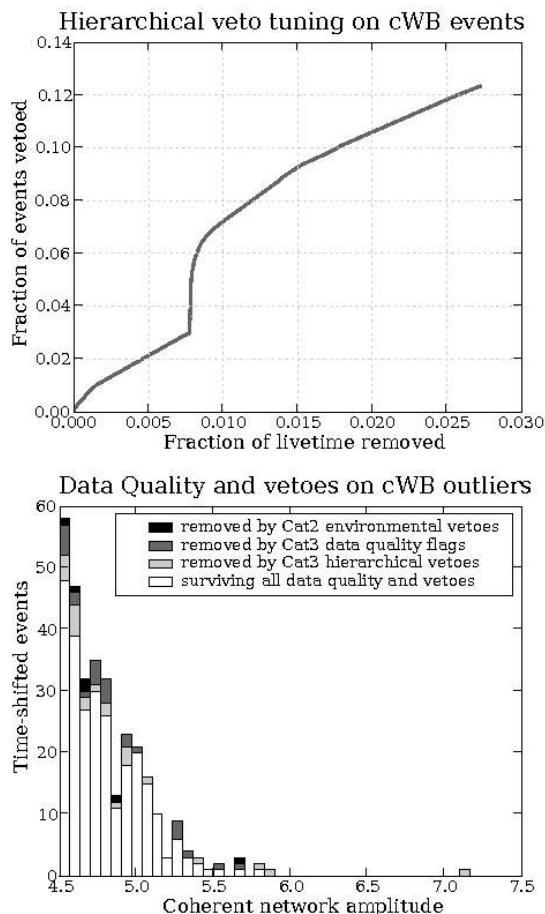 Hierarchical veto tuning on cWB events
Fraction of events vetoed
0.14
0.12
0.10
0.08
0.06
0.04
0.02
0.00
0.000 0.005 0.010 0.015 0.020 0.025 0.030
Fraction of livetime removed
Data Quality and vetoes on cWB outliers
Time-shifted events
60
50
40
30
20
10
0
removed by Cat2 environmental vetoes
removed by Cat3 data quality flags
removed by Cat3 hierarchical vetoes
surviving all data quality and vetoes
4.5 5.0 5.5 6.0 6.5 7.0 7.5
Coherent network amplitude